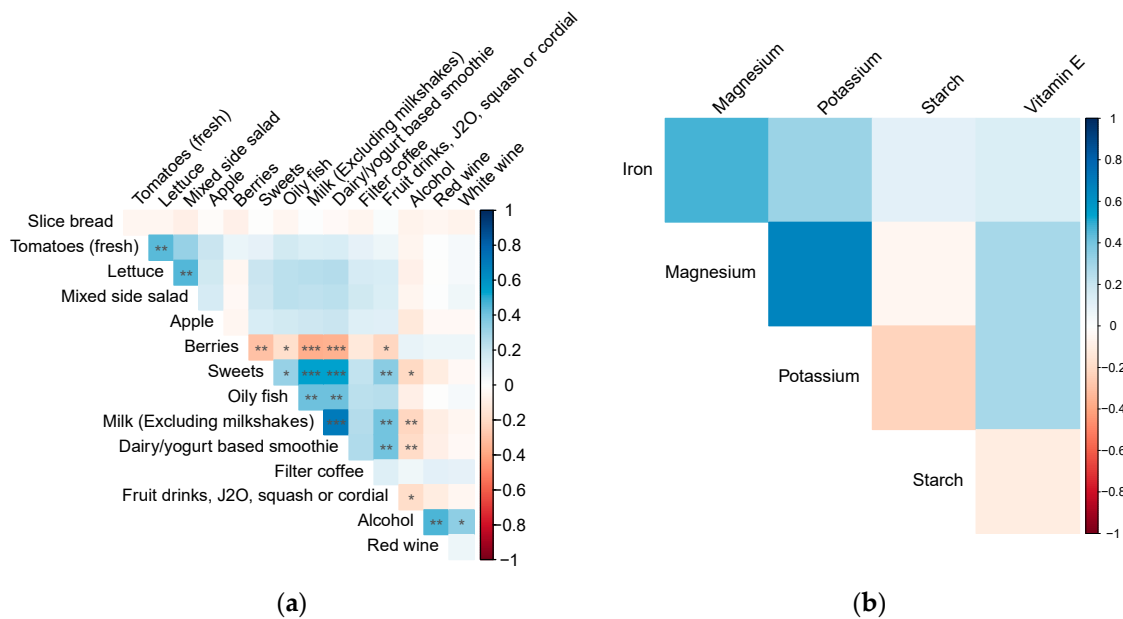 Tomatoes (fresh)
Lettuce
Mixed side salad
Apple
Berries
Sweets
Oily fish
Milk (Excluding milkshakes)
Dairy/yogurt based smoothie
Filter coffee
Fruit drinks, J2O, squash or cordial
Alcohol
Red wine
White wine
Slice bread
Tomatoes (fresh) **
Lettuce **
Mixed side salad
Apple
Berries ** * *** *** *
Sweets * *** *** ** *
Oily fish ** **
Milk (Excluding milkshakes) *** ** **
Dairy/yogurt based smoothie ** **
Filter coffee
Fruit drinks, J2O, squash or cordial *
Alcohol ** *
Red wine
1
0.8
0.6
0.4
0.2
0
−0.2
−0.4
−0.6
−0.8
−1
(a)
Magnesium
Potassium
Starch
Vitamin E
Iron
Magnesium
Potassium
Starch
1
0.8
0.6
0.4
0.2
0
−0.2
−0.4
−0.6
−0.8
−1
(b)